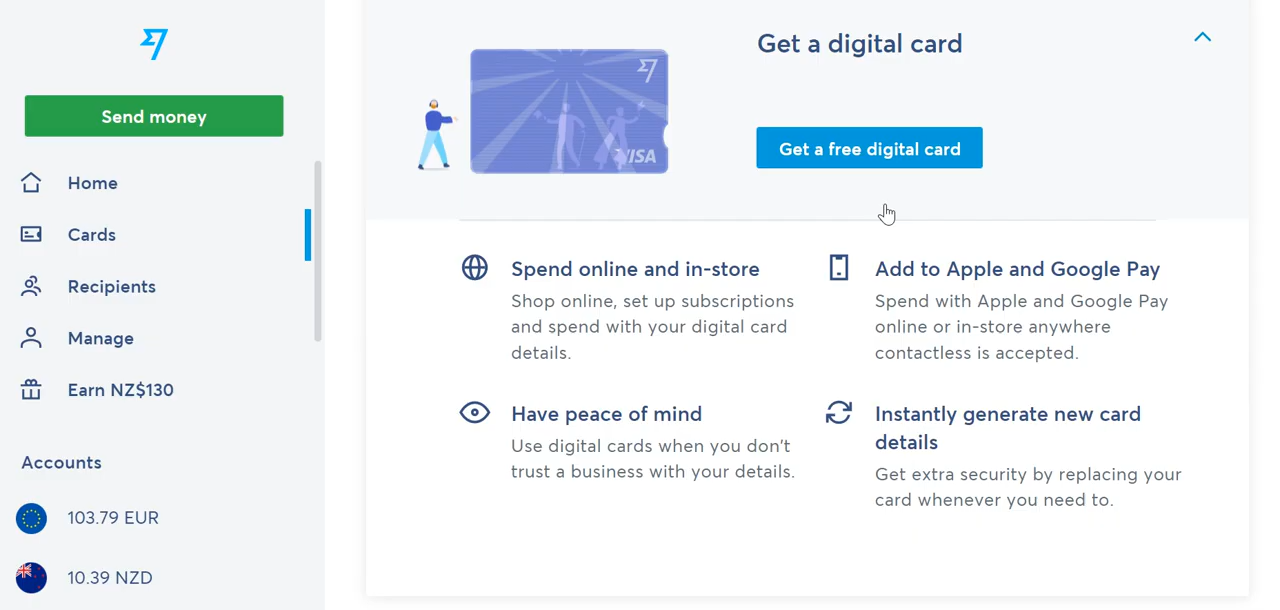 Send money
Home
Cards
Recipients
Manage
Earn NZ$130
Accounts
103.79 EUR
10.39 NZD
Get a digital card
VISA
Get a free digital card
Spend online and in-store
Shop online, set up subscriptions
and spend with your digital card
details.
Add to Apple and Google Pay
Spend with Apple and Google Pay
online or in-store anywhere
contactless is accepted.
Have peace of mind
Use digital cards when you don't
trust a business with your details.
Instantly generate new card
details
Get extra security by replacing your
card whenever you need to.